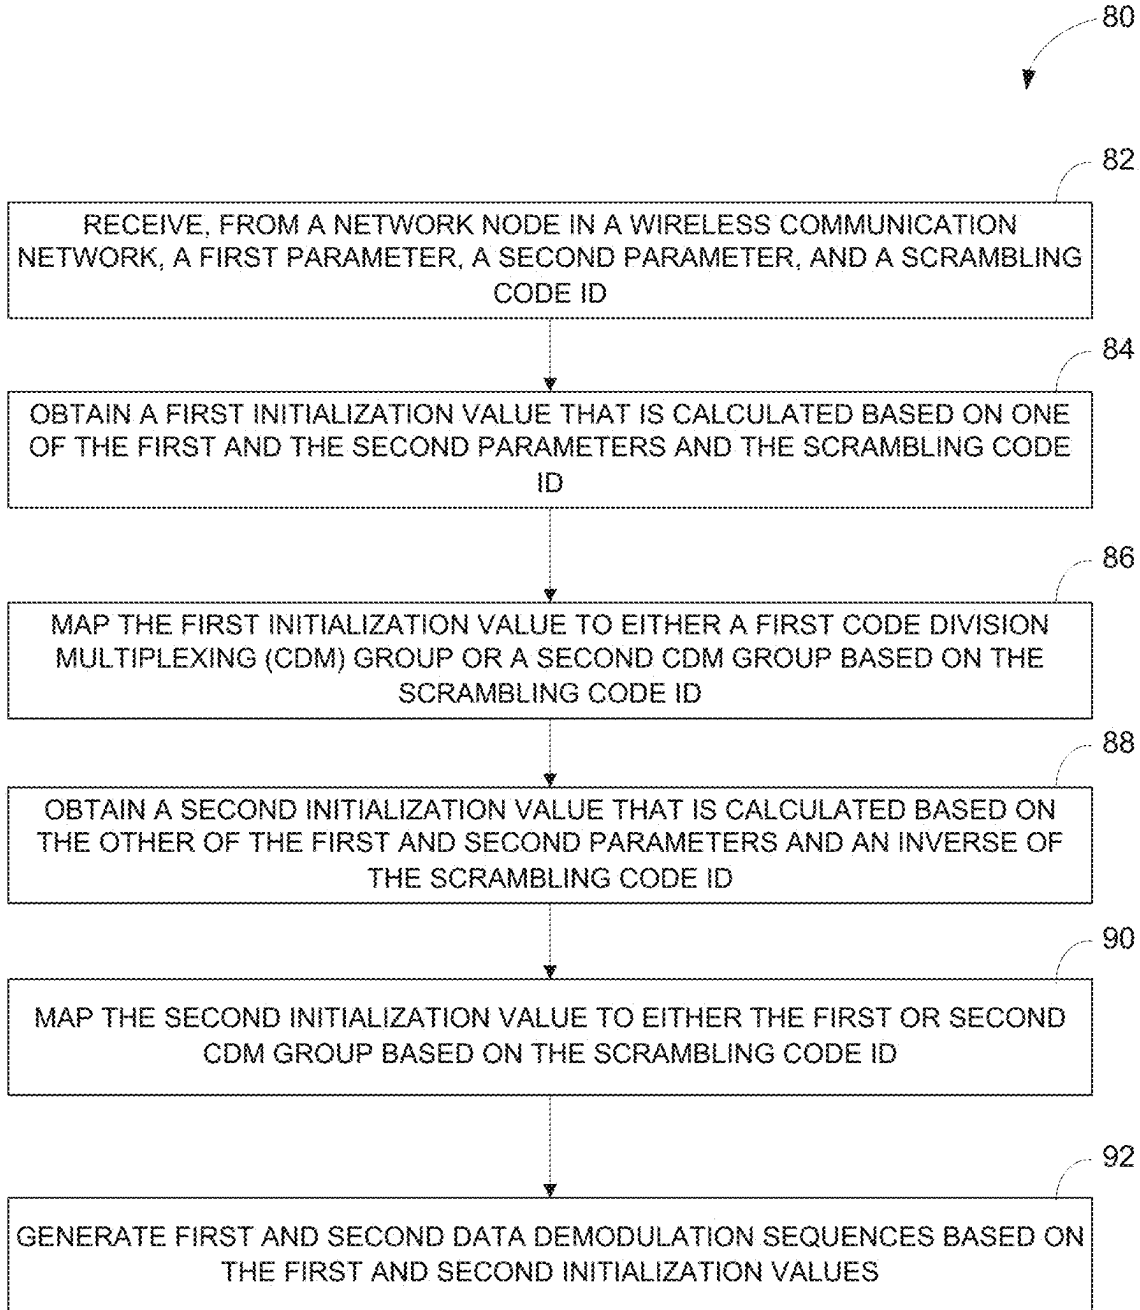 80
82
RECEIVE, FROM A NETWORK NODE IN A WIRELESS COMMUNICATION
NETWORK, A FIRST PARAMETER, A SECOND PARAMETER, AND A SCRAMBLING
CODE ID
84
OBTAIN A FIRST INITIALIZATION VALUE THAT IS CALCULATED BASED ON ONE
OF THE FIRST AND THE SECOND PARAMETERS AND THE SCRAMBLING CODE
ID
86
MAP THE FIRST INITIALIZATION VALUE TO EITHER A FIRST CODE DIVISION
MULTIPLEXING (CDM) GROUP OR A SECOND CDM GROUP BASED ON THE
SCRAMBLING CODE ID
88
OBTAIN A SECOND INITIALIZATION VALUE THAT IS CALCULATED BASED ON
THE OTHER OF THE FIRST AND SECOND PARAMETERS AND AN INVERSE OF
THE SCRAMBLING CODE ID
90
MAP THE SECOND INITIALIZATION VALUE TO EITHER THE FIRST OR SECOND
CDM GROUP BASED ON THE SCRAMBLING CODE ID
92
GENERATE FIRST AND SECOND DATA DEMODULATION SEQUENCES BASED ON
THE FIRST AND SECOND INITIALIZATION VALUES